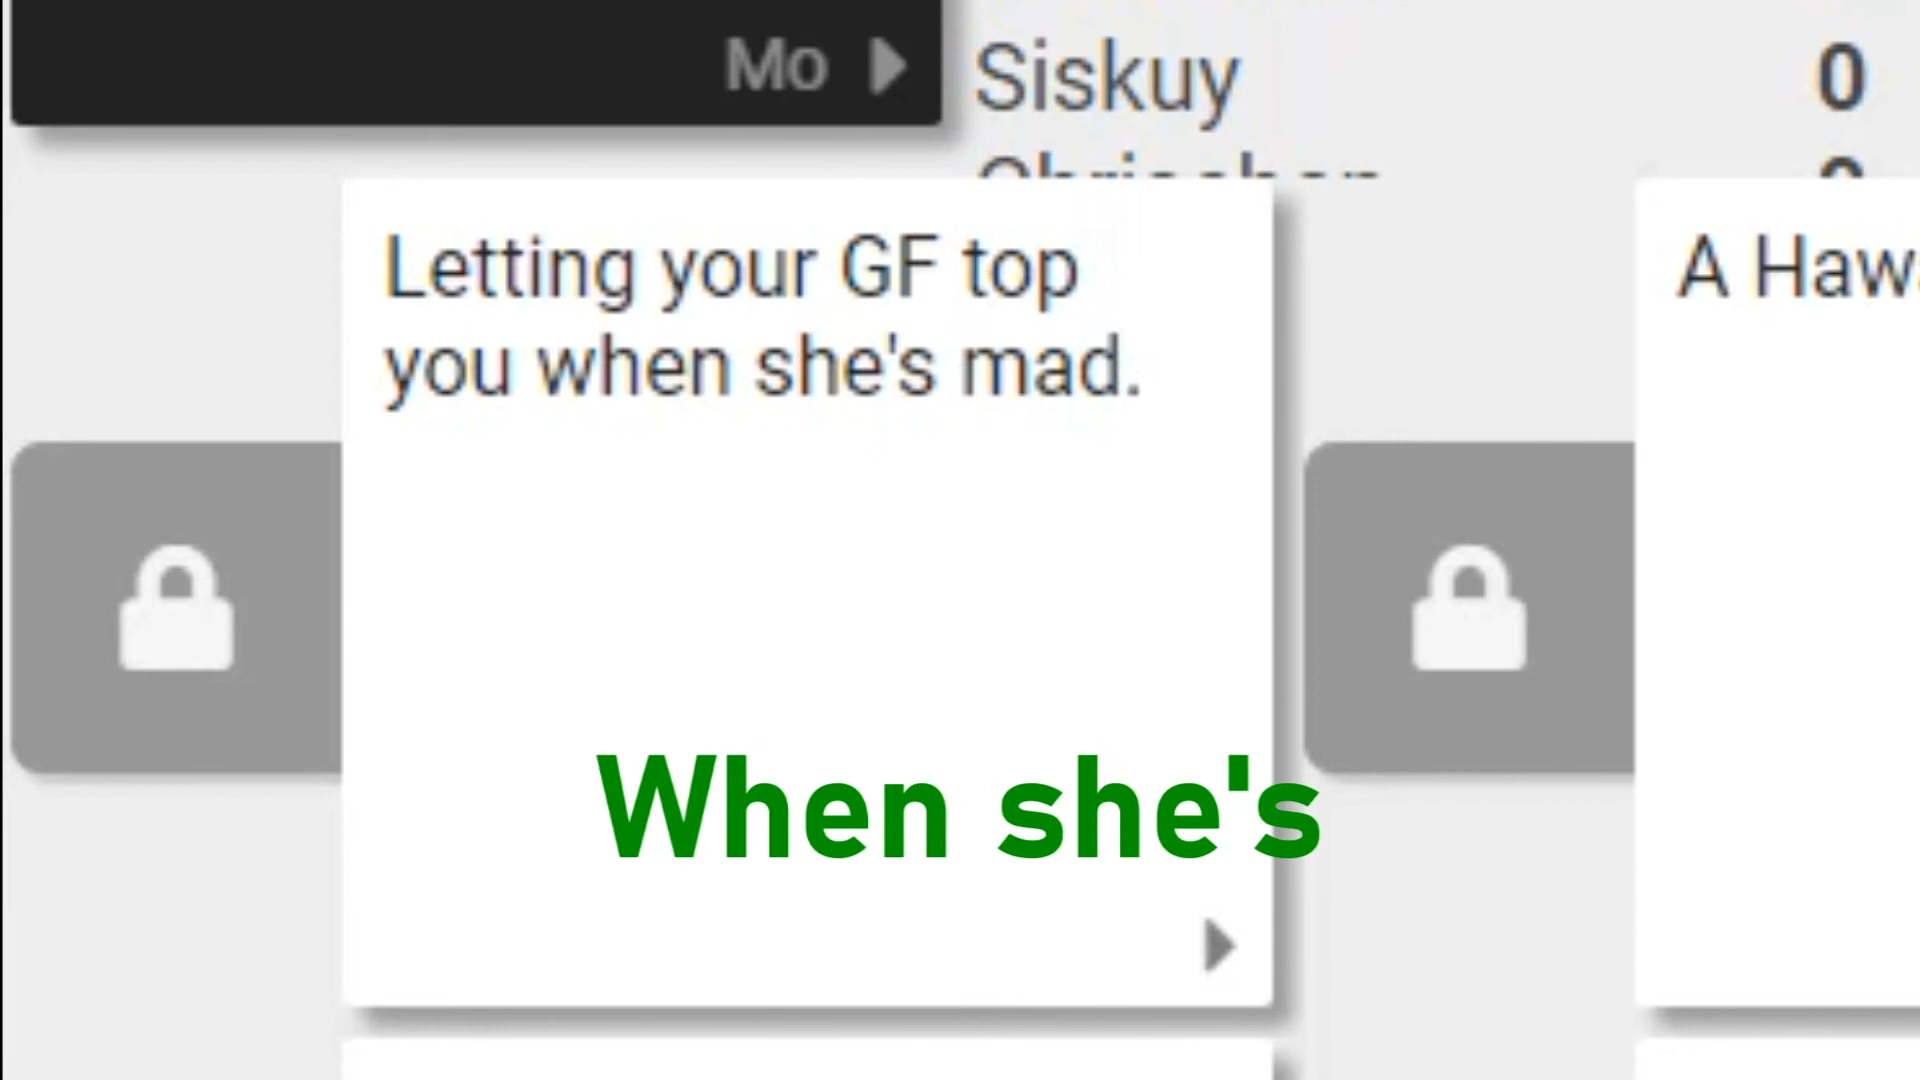 Mo
Siskuy
0
Letting your GF top
you when she's mad.
A Haw
When she's